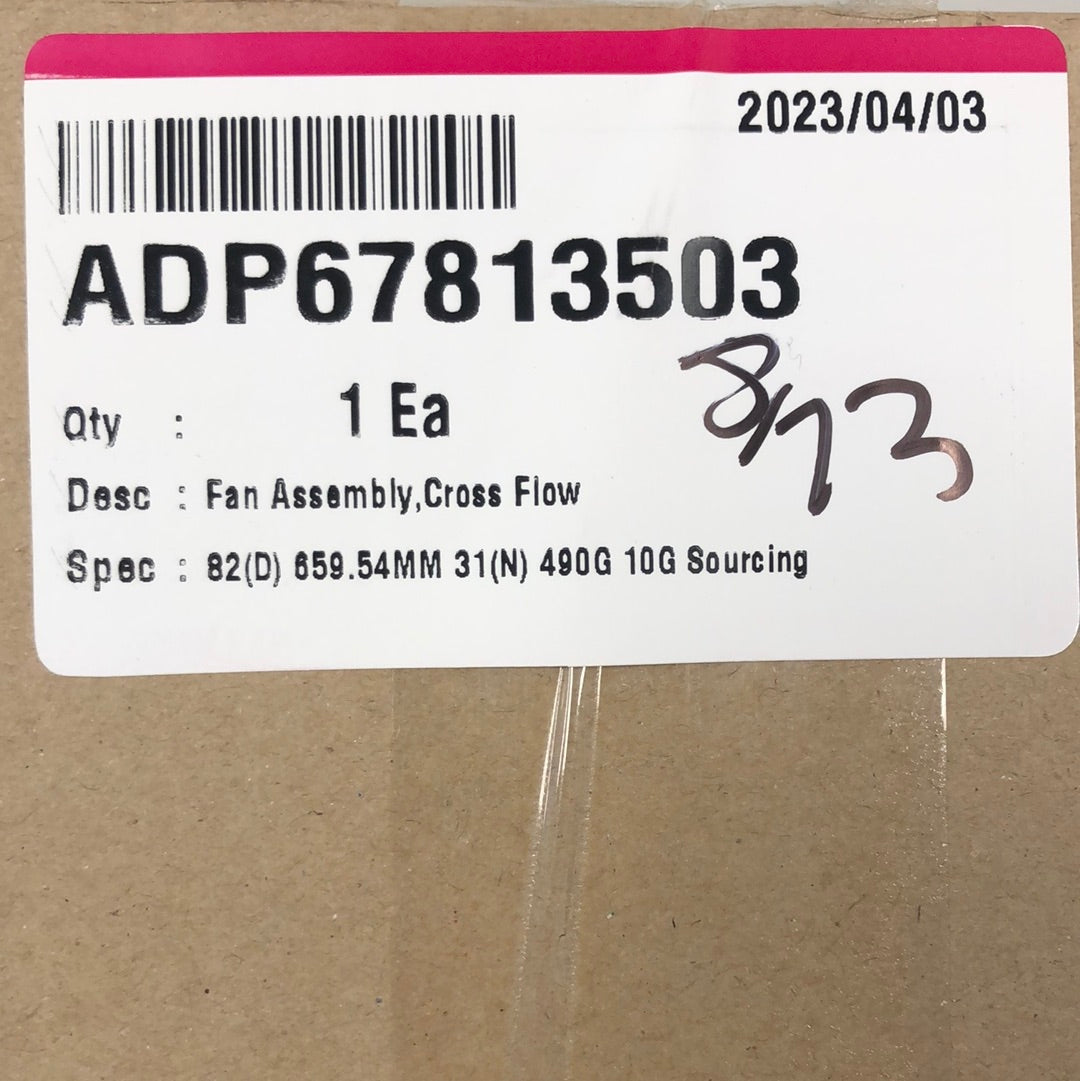 2023/04/03
ADP67813503
8/73
Qty : 1 Ea
Desc : Fan Assembly,Cross Flow
Spec : 82(D) 659.54MM 31(N) 490G 10G Sourcing